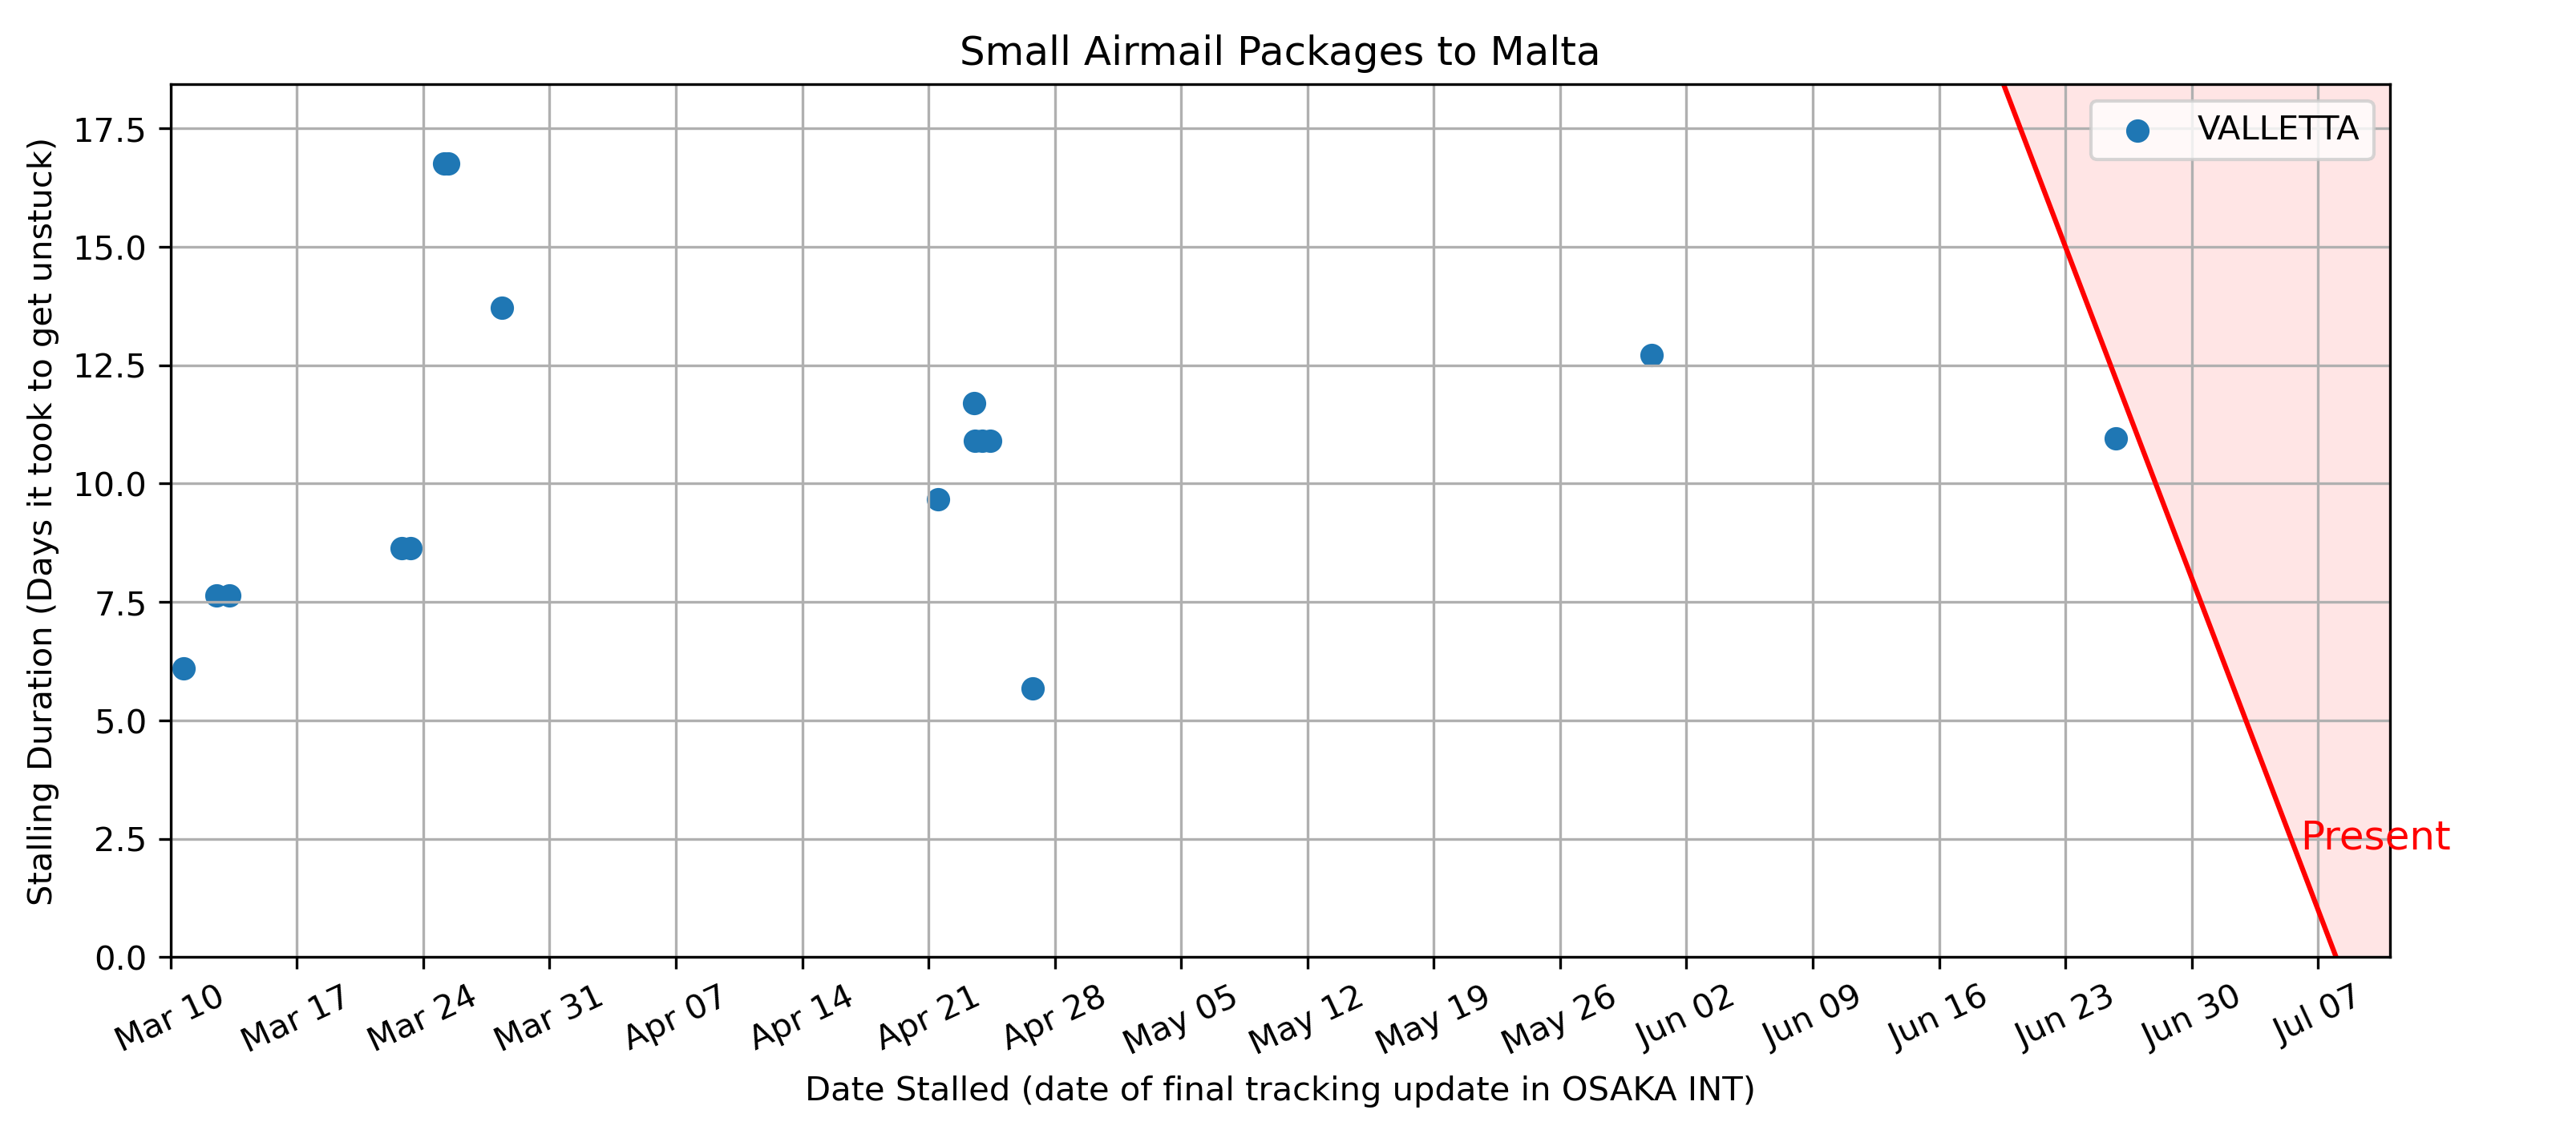 Small Airmail Packages to Malta
VALLETTA
Stalling Duration (Days it took to get unstuck)
17.5
15.0
12.5
10.0
7.5
5.0
2.5
0.0
Present
Mar 10
Mar 17
Mar 24
Mar 31
Apr 07
Apr 14
Apr 21
Apr 28
May 05
May 12
May 19
May 26
Jun 02
Jun 09
Jun 16
Jun 23
Jun 30
Jul 07
Date Stalled (date of final tracking update in OSAKA INT)